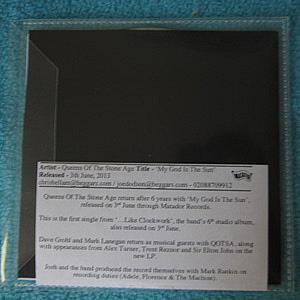 Artist - Queens Of The Stone Age Title - 'My God Is The Sun'
Released - 3th June, 2013
chrisbellam@beggars.com / joedodson@beggars.com - 02088709912
Queens Of The Stone Age return after 6 years with 'My God Is The Sun',
released on 3rd June through Matador Records.
This is the first single from '...Like Clockwork', the band's 6th studio album,
also released on 3rd June.
Dave Grohl and Mark Lanegan return as musical guests with QOTSA, along
with appearances from Alex Turner, Trent Reznor and Sir Elton John on the
new LP.
Josh and the band produced the record themselves with Mark Rankin on
recording duties (Adele, Florence & The Machine).